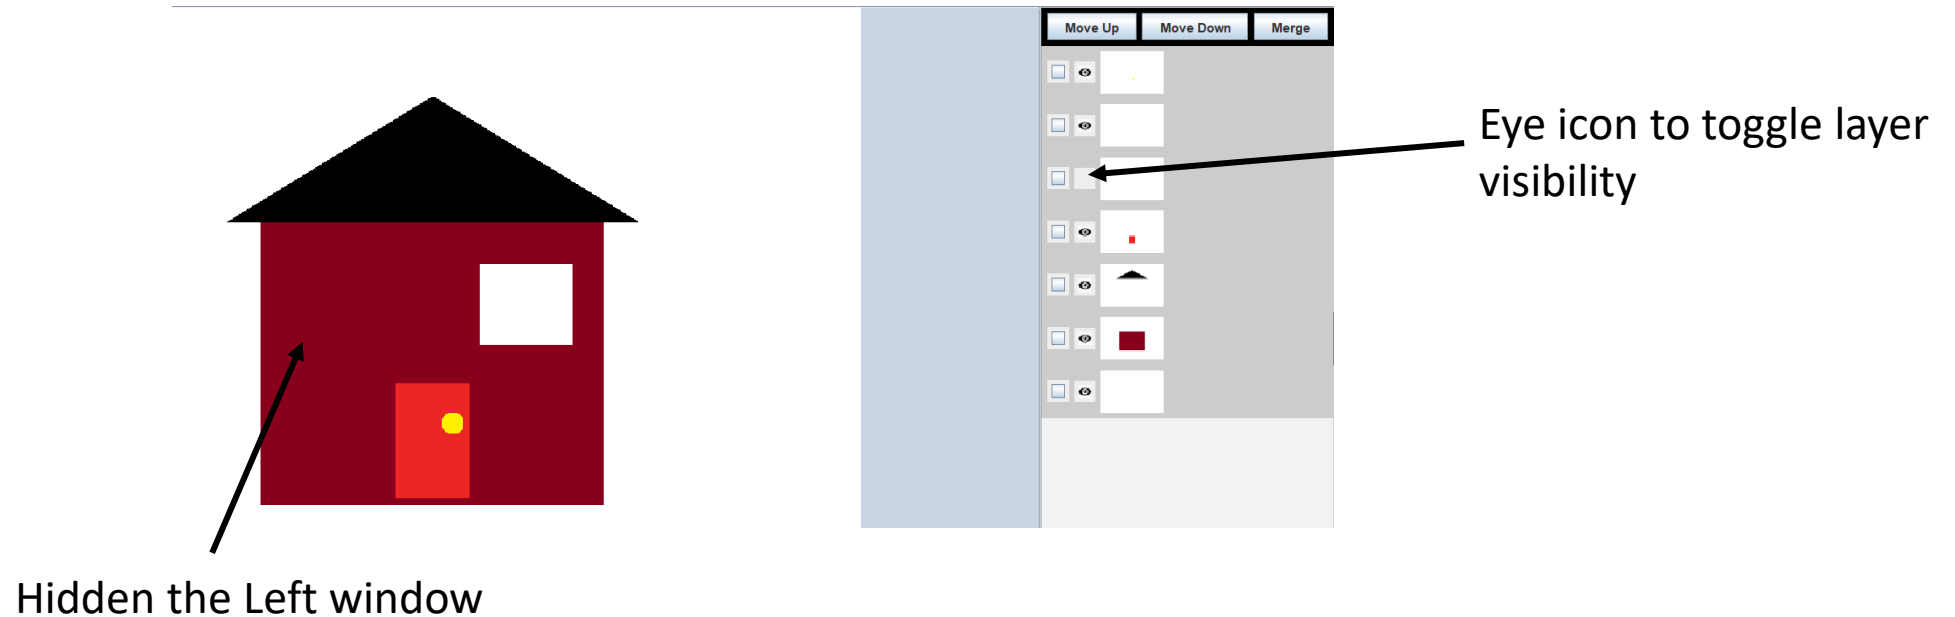 Move Up Move Down Merge
Eye icon to toggle layer
visibility
Hidden the Left window